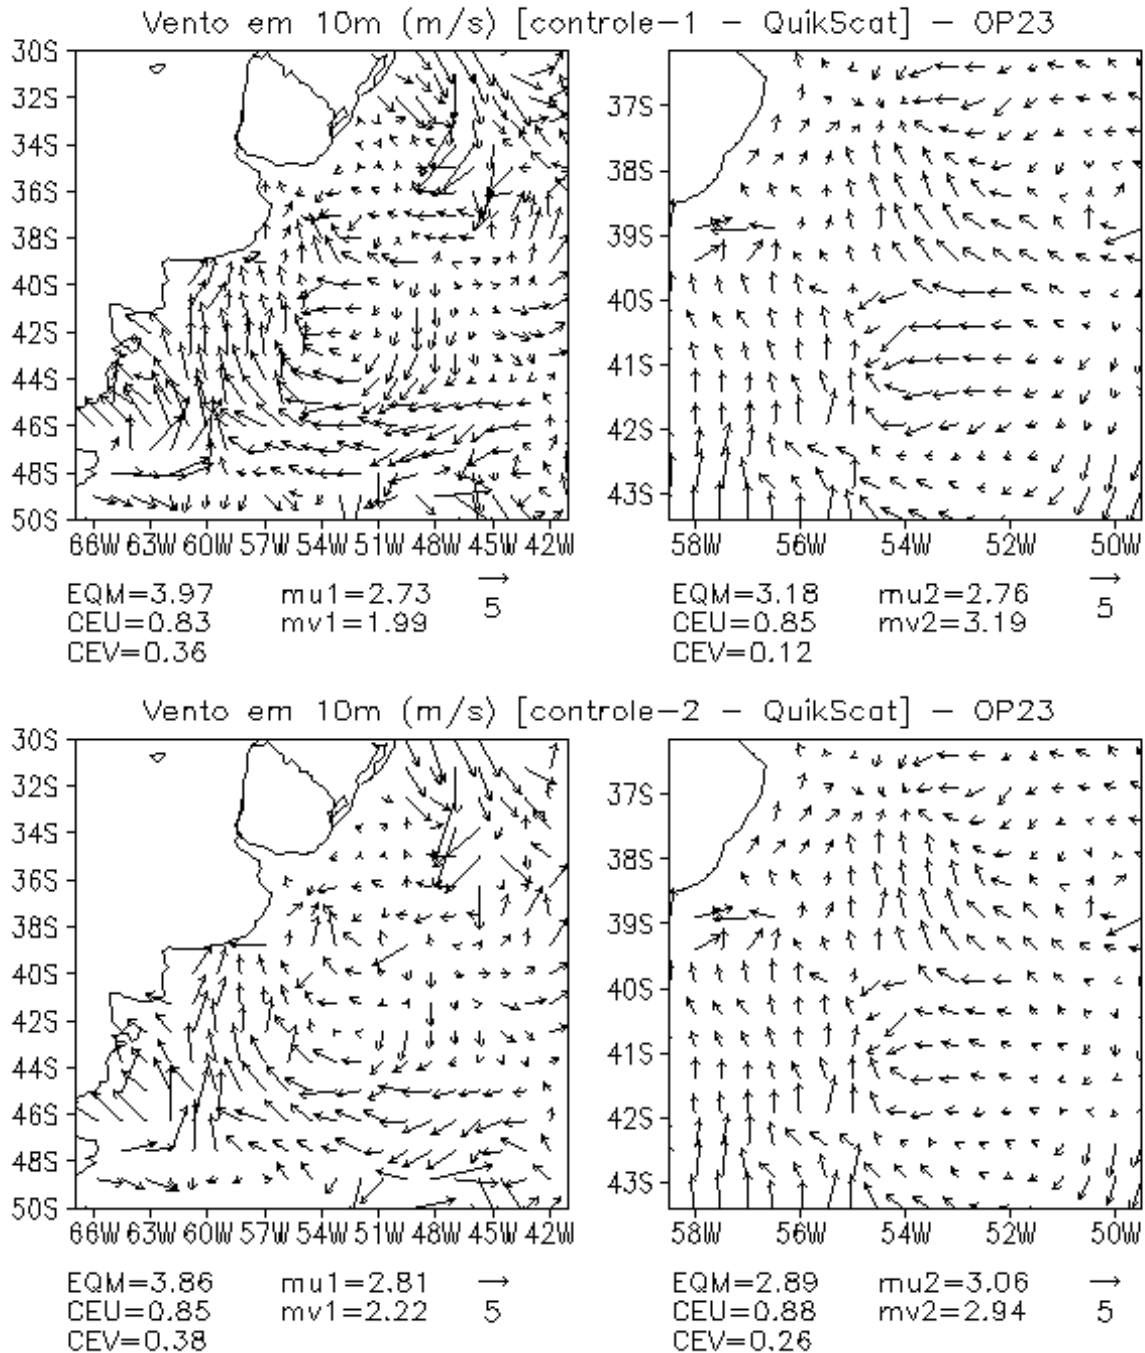 Vento em 10m (m/s) [controle-1 - QuikScat] - OP23
30S
32S
34S
36S
38S
40S
42S
44S
46S
48S
50S
66W 63W 60W 57W 54W 51W 48W 45W 42W
37S
38S
39S
40S
41S
42S
43S
58W 56W 54W 52W 50W
EQM=3.97 mu1=2.73 5
CEU=0.83 mv1=1.99
CEV=0.36
EQM=3.18 mu2=2.76 5
CEU=0.85 mv2=3.19
CEV=0.12
Vento em 10m (m/s) [controle-2 - QuikScat] - OP23
30S
32S
34S
36S
38S
40S
42S
44S
46S
48S
50S
66W 63W 60W 57W 54W 51W 48W 45W 42W
37S
38S
39S
40S
41S
42S
43S
58W 56W 54W 52W 50W
EQM=3.86 mu1=2.81
CEU=0.85 mv1=2.22 5
CEV=0.38
EQM=2.89 mu2=3.06
CEU=0.88 mv2=2.94 5
CEV=0.26